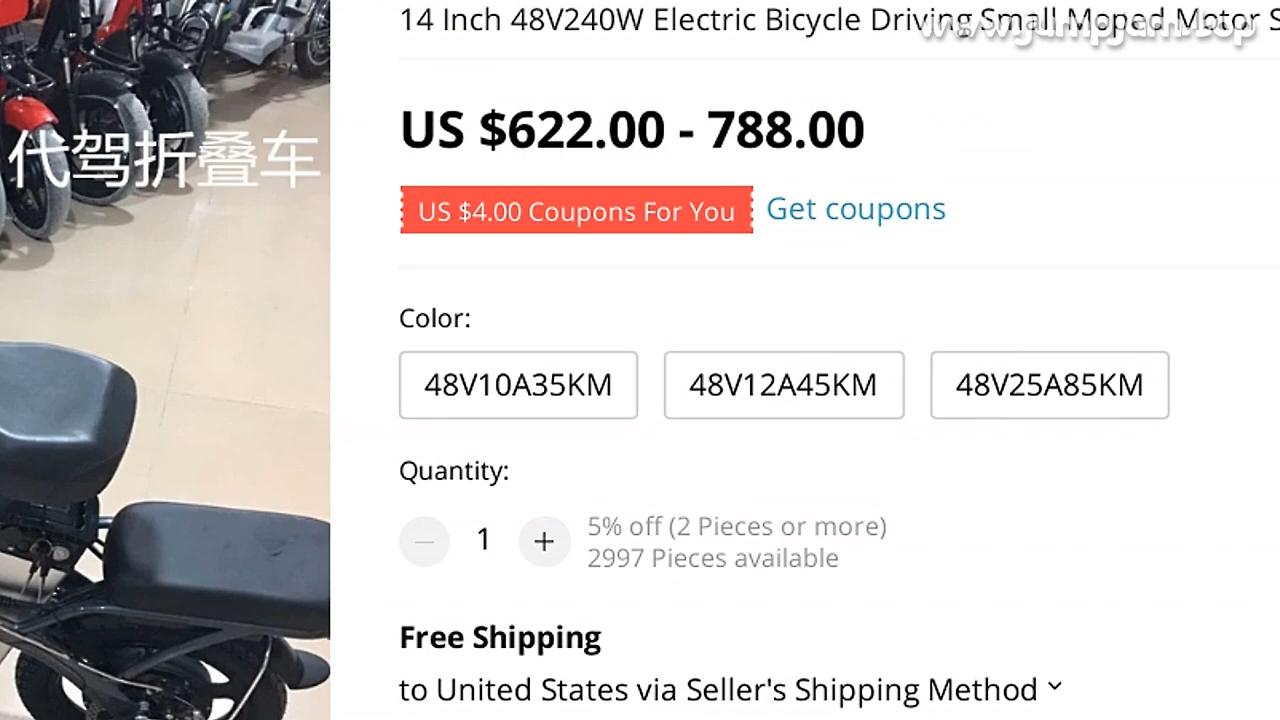 14 Inch 48V240W Electric Bicycle Driving Small Moped Motor S
代驾折叠车
US $622.00 - 788.00
US $4.00 Coupons For You Get coupons
Color:
48V10A35KM 48V12A45KM 48V25A85KM
Quantity:
1
5% off (2 Pieces or more)
2997 Pieces available
Free Shipping
to United States via Seller's Shipping Method